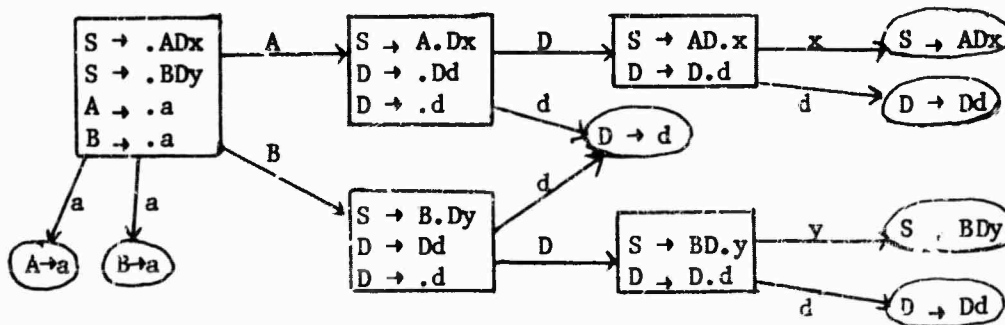 S → .ADx
S → .BDy
A → .a
B → .a
A
S → A.Dx
D → .Dd
D → .d
D
S → AD.x
D → D.d
x
S → ADx
d
D → Dd
d
D → d
B
d
S → B.Dy
D → Dd
D → .d
D
S → BD.y
D → D.d
y
S BDy
d
D → Dd
a
a
A→a
B→a